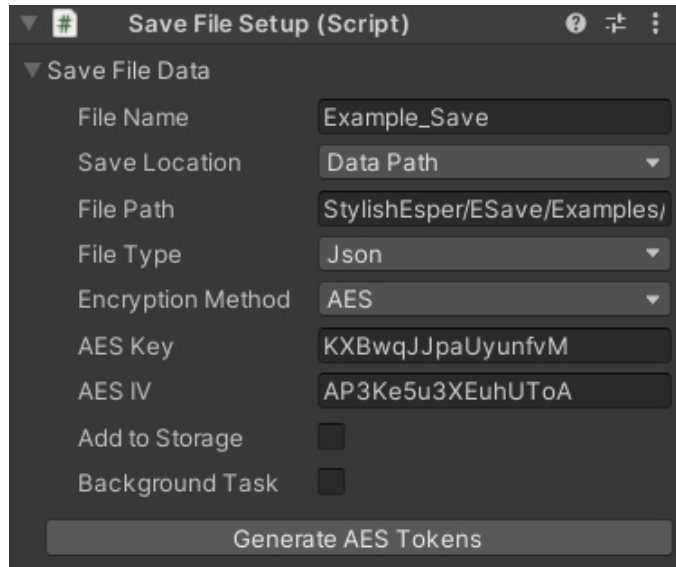 # Save File Setup (Script)
Save File Data
File Name Example_Save
Save Location Data Path
File Path StylishEsper/ESave/Examples/
File Type Json
Encryption Method AES
AES Key KXBwqJJpaUyunfvM
AES IV AP3Ke5u3XEuhUToA
Add to Storage
Background Task
Generate AES Tokens